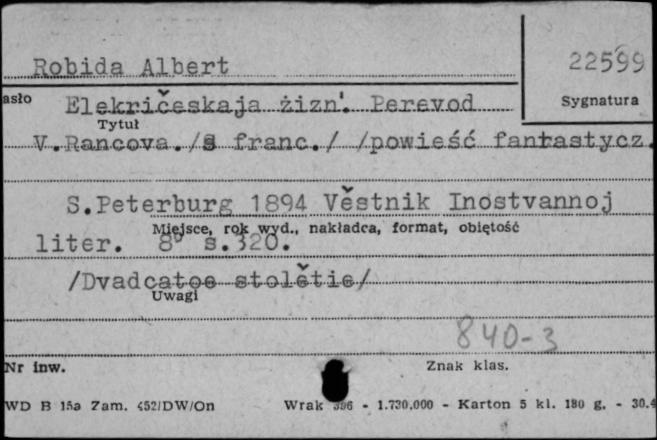 Robida Albert
22599
asło
Elekričeskaja żizn'. Perevod
Sygnatura
Tytuł
V.Rancova./S franc./ /powieść fantastycz.
S.Peterburg 1894 Věstnik Inostvannoj
Miejsce, rok wyd., nakładca, format, objętość
liter. 8° s.320.
/Dvadcatoe stolětie/
Uwagi
840-3
Nr inw.
Znak klas.
WD B 15a Zam. 452/DW/On Wrak 396 - 1.730.000 - Karton 5 kl. 180 g. - 30.4